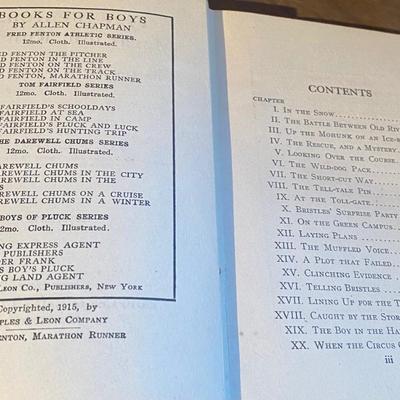 BOOKS FOR BOYS
BY ALLEN CHAPMAN
FRED FENTON ATHLETIC SERIES.
12mo. Cloth. Illustrated.
FENTON THE PITCHER
FENTON IN THE LINE
FENTON ON THE CREW
FENTON ON THE TRACK
FENTON, MARATHON RUNNER
TOM FAIRFIELD SERIES
12mo. Cloth. Illustrated.
FAIRFIELD'S SCHOOLDAYS
FAIRFIELD AT SEA
FAIRFIELD IN CAMP
FAIRFIELD'S PLUCK AND LUCK
FAIRFIELD'S HUNTING TRIP
THE DAREWELL CHUMS SERIES
12mo. Cloth. Illustrated.
DAREWELL CHUMS
DAREWELL CHUMS IN THE CITY
DAREWELL CHUMS IN THE
DAREWELL CHUMS ON A CRUISE
DAREWELL CHUMS IN A WINTER
BOYS OF PLUCK SERIES
12mo. Cloth. Illustrated.
EXPRESS AGENT
PUBLISHERS
FRANK
BOY'S PLUCK
LAND AGENT
LEON CO., PUBLISHERS, NEW YORK
Copyrighted, 1915, by
PLES & LEON COMPANY
FENTON, MARATHON RUNNER
CONTENTS
CHAPTER
I. IN THE SNOW
II. THE BATTLE BETWEEN OLD RIV
III. UP THE MOHUNK ON AN ICE-B
IV. THE RESCUE, AND A MYSTERY
V. LOOKING OVER THE COURSE
VI. THE WILD-DOG PACK
VII. THE SHORT-CUT WAY
VIII. THE TELL-TALE PIN
IX. AT THE TOLL-GATE
X. BRISTLES' SURPRISE PARTY
XI. ON THE GREEN CAMPUS
XII. LAYING PLANS
XIII. THE MUFFLED VOICE
XIV. A PLOT THAT FAILED
XV. CLINCHING EVIDENCE
XVI. TELLING BRISTLES
XVII. LINING UP FOR THE T
XVIII. CAUGHT BY THE STOR
XIX. THE BOY IN THE HA
XX. WHEN THE CIRCUS C
iii